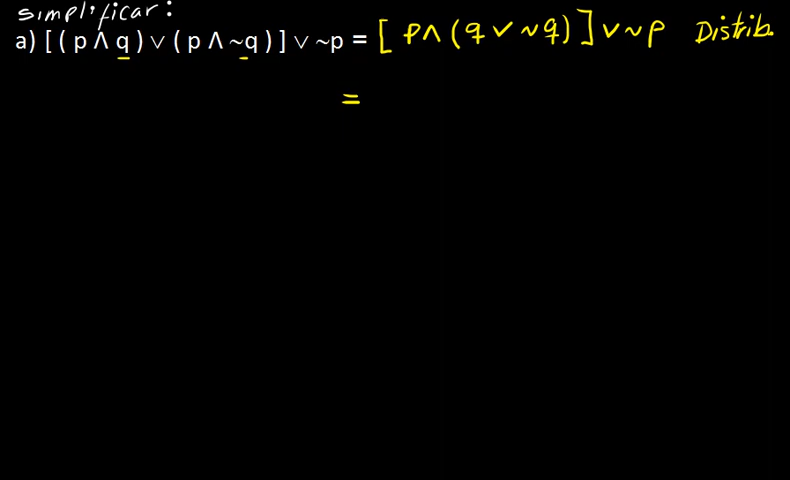 simplificar:
a) [ ( p ∧ q ) ∨ ( p ∧ ~q ) ] ∨ ~p = [ p ∧ ( q ∨ ~q ) ] ∨ ~p Distrib.
=